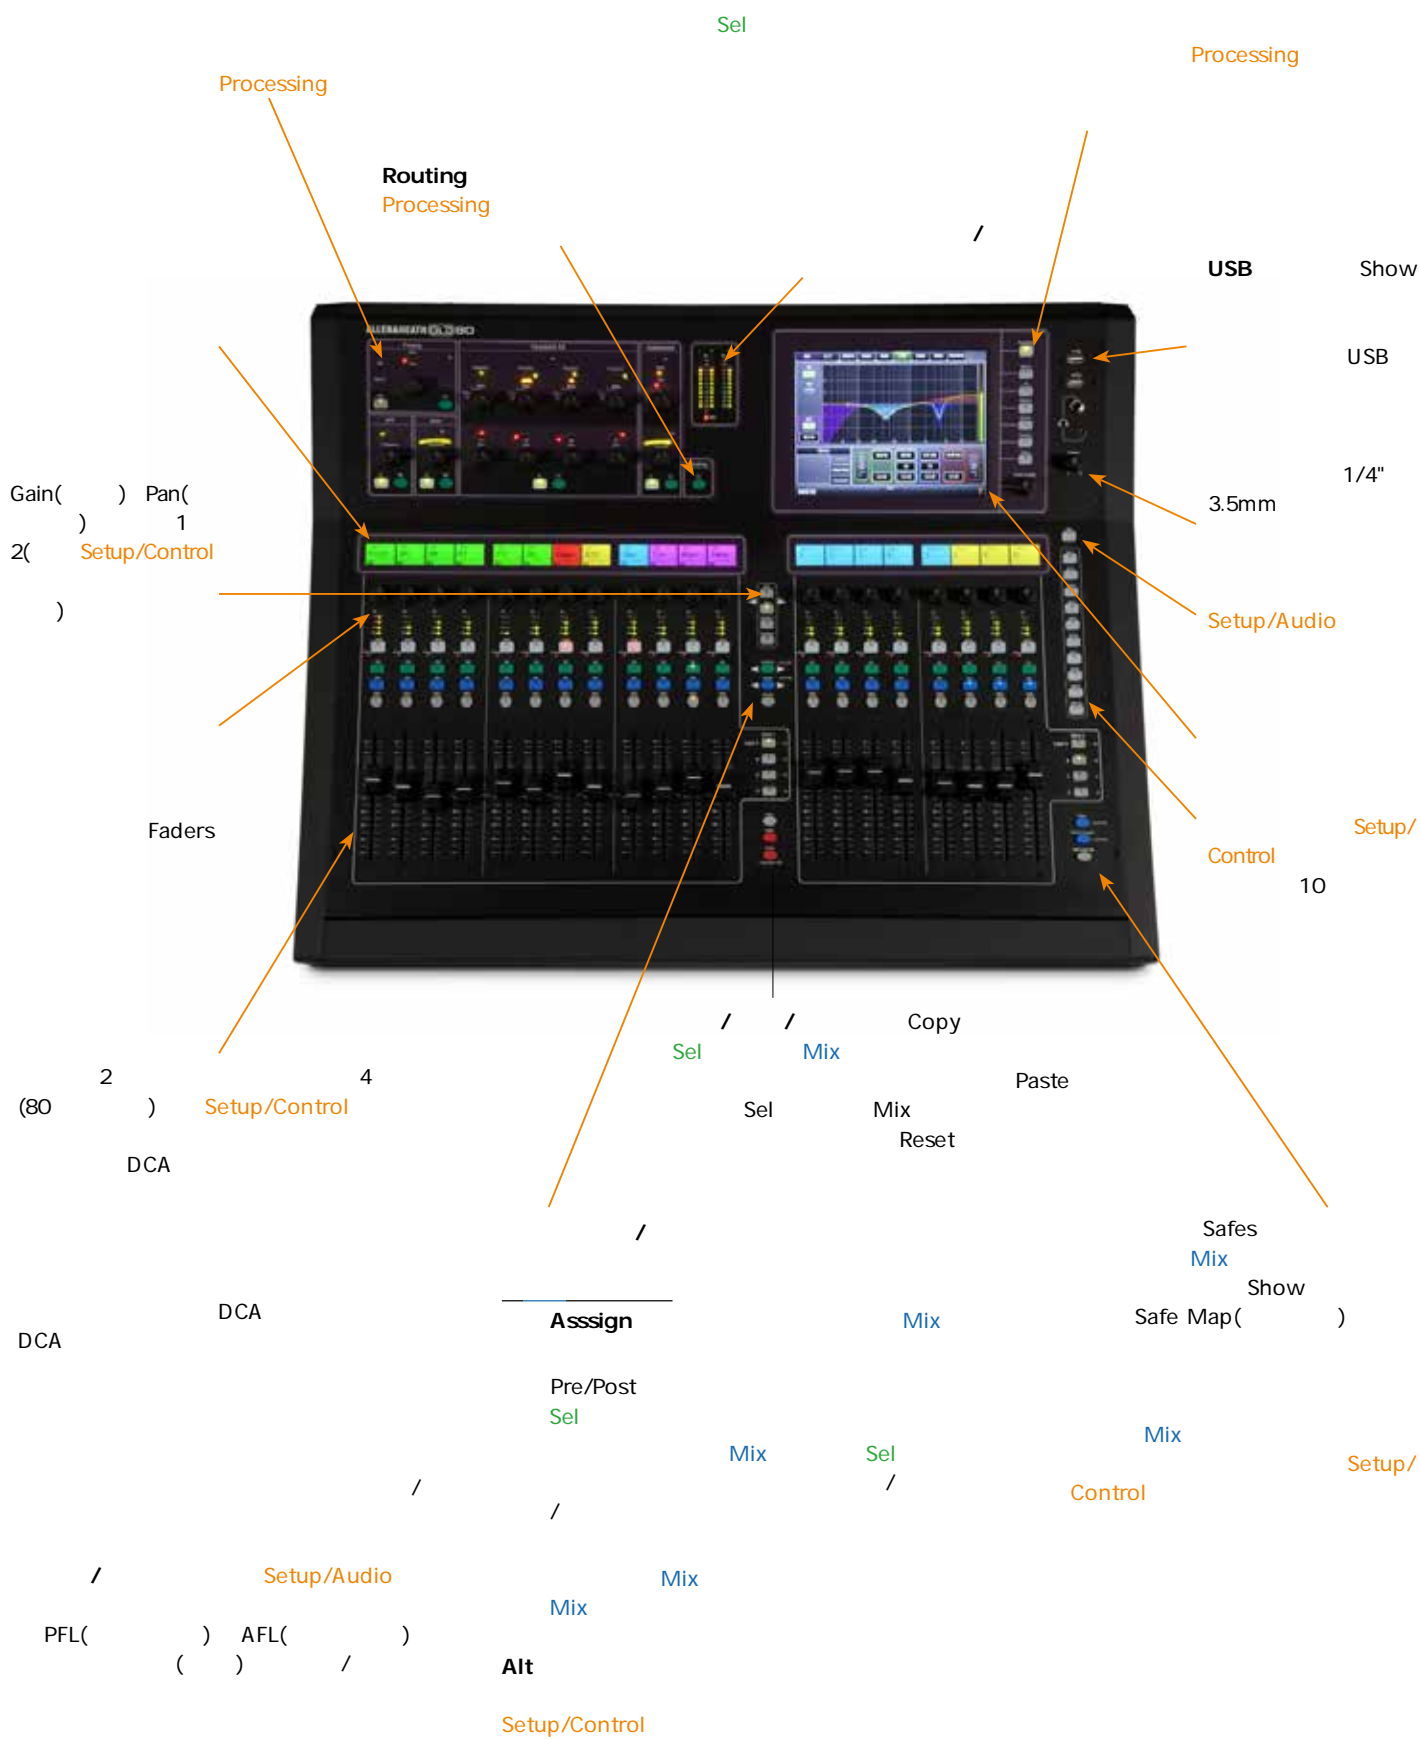 Sel
Processing
Processing
Routing
Processing
/
USB Show
USB
1/4"
3.5mm
Gain( ) Pan(
) 1
2( Setup/Control
)
Setup/Audio
Faders
Setup/
Control
10
/ / Copy
Sel Mix
Paste
Sel Mix
Reset
2 4
(80 ) Setup/Control
DCA
DCA
DCA
/
/ Setup/Audio
PFL( ) AFL( )
( ) /
/
Asssign Mix
Pre/Post
Sel
Mix Sel
/
/
Mix
Mix
Alt
Setup/Control
Safes
Mix
Show
Safe Map( )
Mix
Setup/
Control